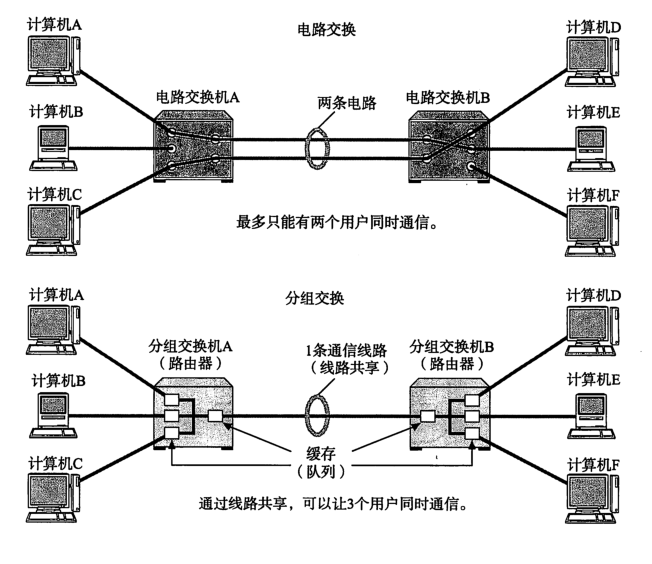 电路交换
计算机A
计算机D
电路交换机A
两条电路
电路交换机B
计算机B
计算机E
计算机C
计算机F
最多只能有两个用户同时通信。
分组交换
计算机A
计算机D
分组交换机A
（路由器）
1条通信线路
（线路共享）
分组交换机B
（路由器）
计算机B
计算机E
缓存
（队列）
计算机C
计算机F
通过线路共享，可以让3个用户同时通信。